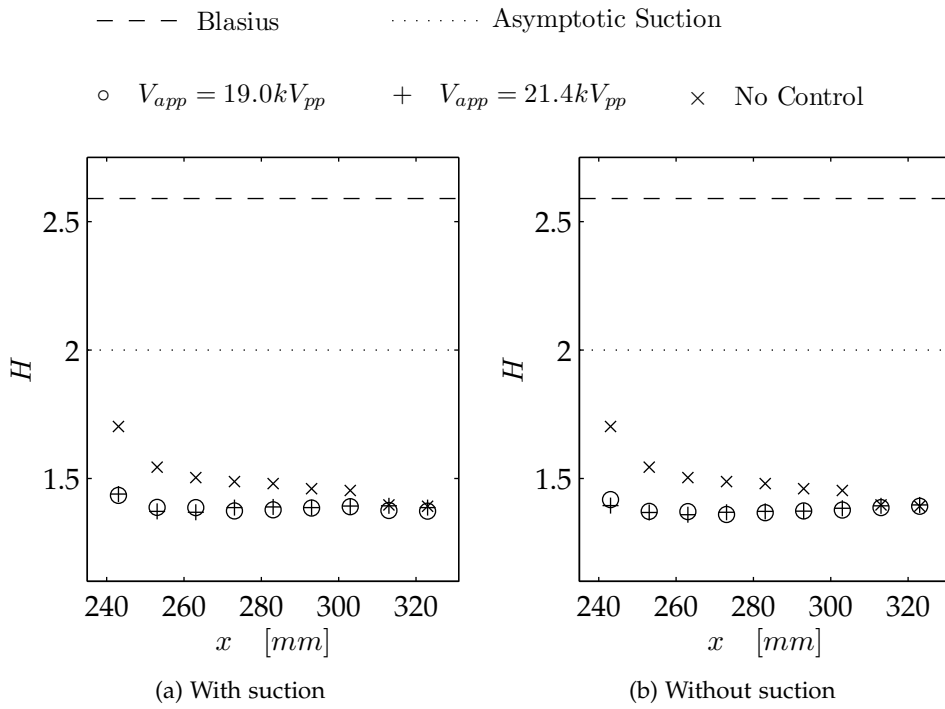 Blasius
Asymptotic Suction
V_app = 19.0kV_pp
V_app = 21.4kV_pp
No Control
2.5
2
1.5
H
240 260 280 300 320
x [mm]
(a) With suction
2.5
2
1.5
H
240 260 280 300 320
x [mm]
(b) Without suction